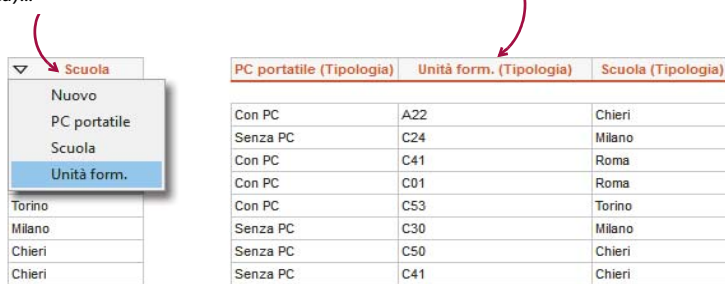 Scuola
Nuovo
PC portatile
Scuola
Unità form.
Torino
Milano
Chieri
Chieri
PC portatile (Tipologia) Unità form. (Tipologia) Scuola (Tipologia)
Con PC A22 Chieri
Senza PC C24 Milano
Con PC C41 Roma
Con PC C01 Roma
Con PC C53 Torino
Senza PC C30 Milano
Senza PC C50 Chieri
Senza PC C41 Chieri